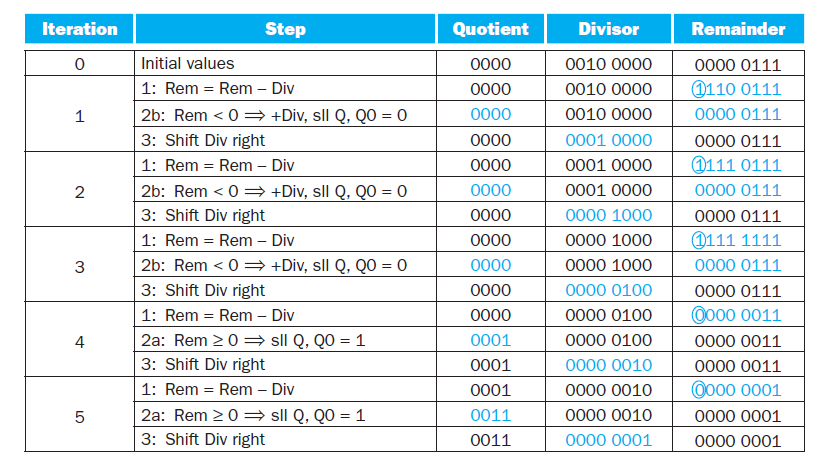 Iteration Step Quotient Divisor Remainder
0 Initial values 0000 0010 0000 0000 0111
1: Rem = Rem – Div 0000 0010 0000 1110 0111
1 2b: Rem < 0 ⟹ +Div, sll Q, Q0 = 0 0000 0010 0000 0000 0111
3: Shift Div right 0000 0001 0000 0000 0111
1: Rem = Rem – Div 0000 0001 0000 1111 0111
2 2b: Rem < 0 ⟹ +Div, sll Q, Q0 = 0 0000 0001 0000 0000 0111
3: Shift Div right 0000 0000 1000 0000 0111
1: Rem = Rem – Div 0000 0000 1000 1111 1111
3 2b: Rem < 0 ⟹ +Div, sll Q, Q0 = 0 0000 0000 1000 0000 0111
3: Shift Div right 0000 0000 0100 0000 0111
1: Rem = Rem – Div 0000 0000 0100 0000 0011
4 2a: Rem ≥ 0 ⟹ sll Q, Q0 = 1 0001 0000 0100 0000 0011
3: Shift Div right 0001 0000 0010 0000 0011
1: Rem = Rem – Div 0001 0000 0010 0000 0001
5 2a: Rem ≥ 0 ⟹ sll Q, Q0 = 1 0011 0000 0010 0000 0001
3: Shift Div right 0011 0000 0001 0000 0001